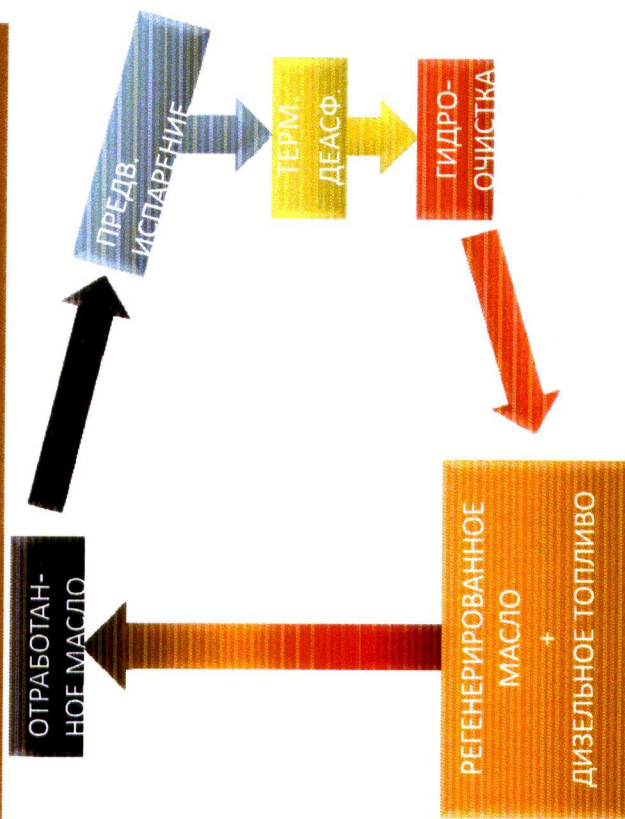 ОТРАБОТАН-
НОЕ МАСЛО
ПРЕДВ.
ИСПАРЕНИЕ
ТЕРМ.
ДЕАСФ.
ГИДРО-
ОЧИСТКА
РЕГЕНЕРИРОВАННОЕ
МАСЛО
+
ДИЗЕЛЬНОЕ ТОПЛИВО